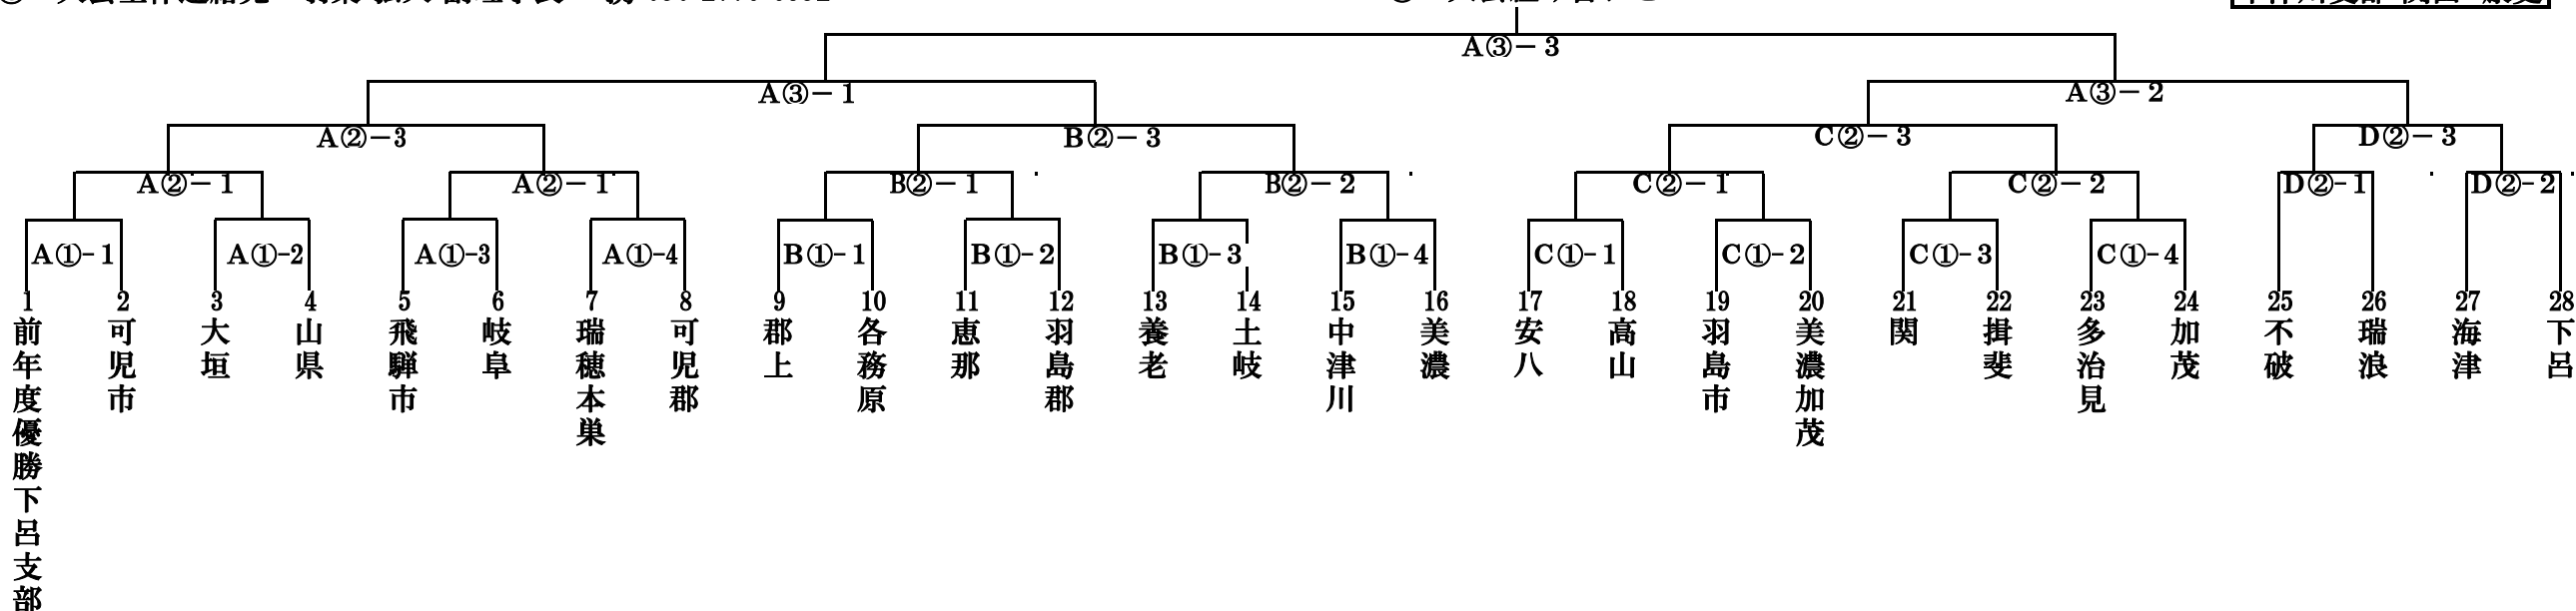 A③－3
A③－1
A③－2
A②－3
B②－3
C②－3
D②－3
A②－1
A②－1
B②－1
B②－2
C②－1
C②－2
D②-1
D②-2
A①-1
A①-2
A①-3
A①-4
B①-1
B①-2
B①-3
B①-4
C①-1
C①-2
C①-3
C①-4
1
2
3
4
5
6
7
8
9
10
11
12
13
14
15
16
17
18
19
20
21
22
23
24
25
26
27
28
前年度優勝下呂支部
可児市
大垣
山県
飛騨市
岐阜
瑞穂本巣
可児郡
郡上
各務原
恵那
羽島郡
養老
土岐
中津川
美濃
安八
高山
羽島市
美濃加茂
関
揖斐
多治見
加茂
不破
瑞浪
海津
下呂